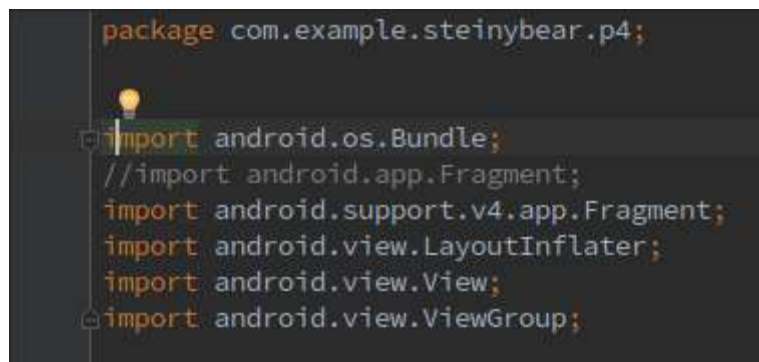 package com.example.steinybear.p4;
import android.os.Bundle;
//import android.app.Fragment;
import android.support.v4.app.Fragment;
import android.view.LayoutInflater;
import android.view.View;
import android.view.ViewGroup;